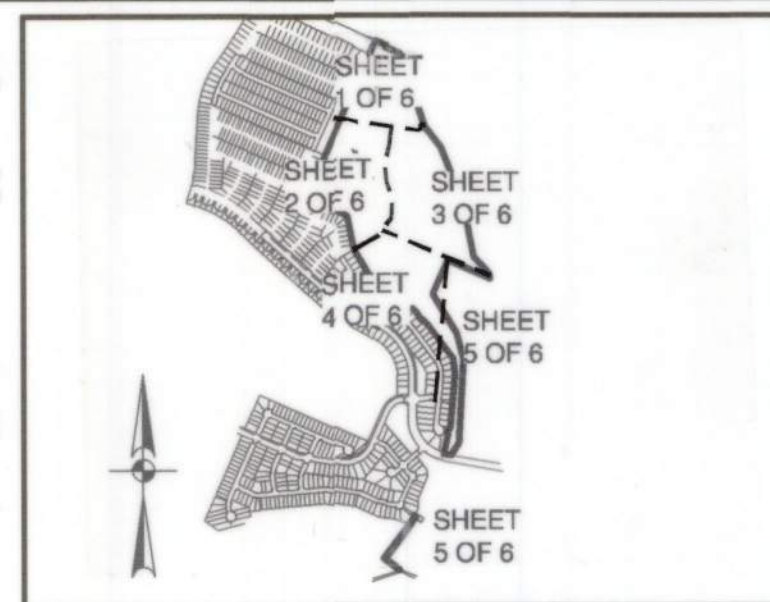 SHEET
1 OF 6
SHEET
2 OF 6
SHEET
3 OF 6
SHEET
4 OF 6
SHEET
5 OF 6
SHEET
5 OF 6